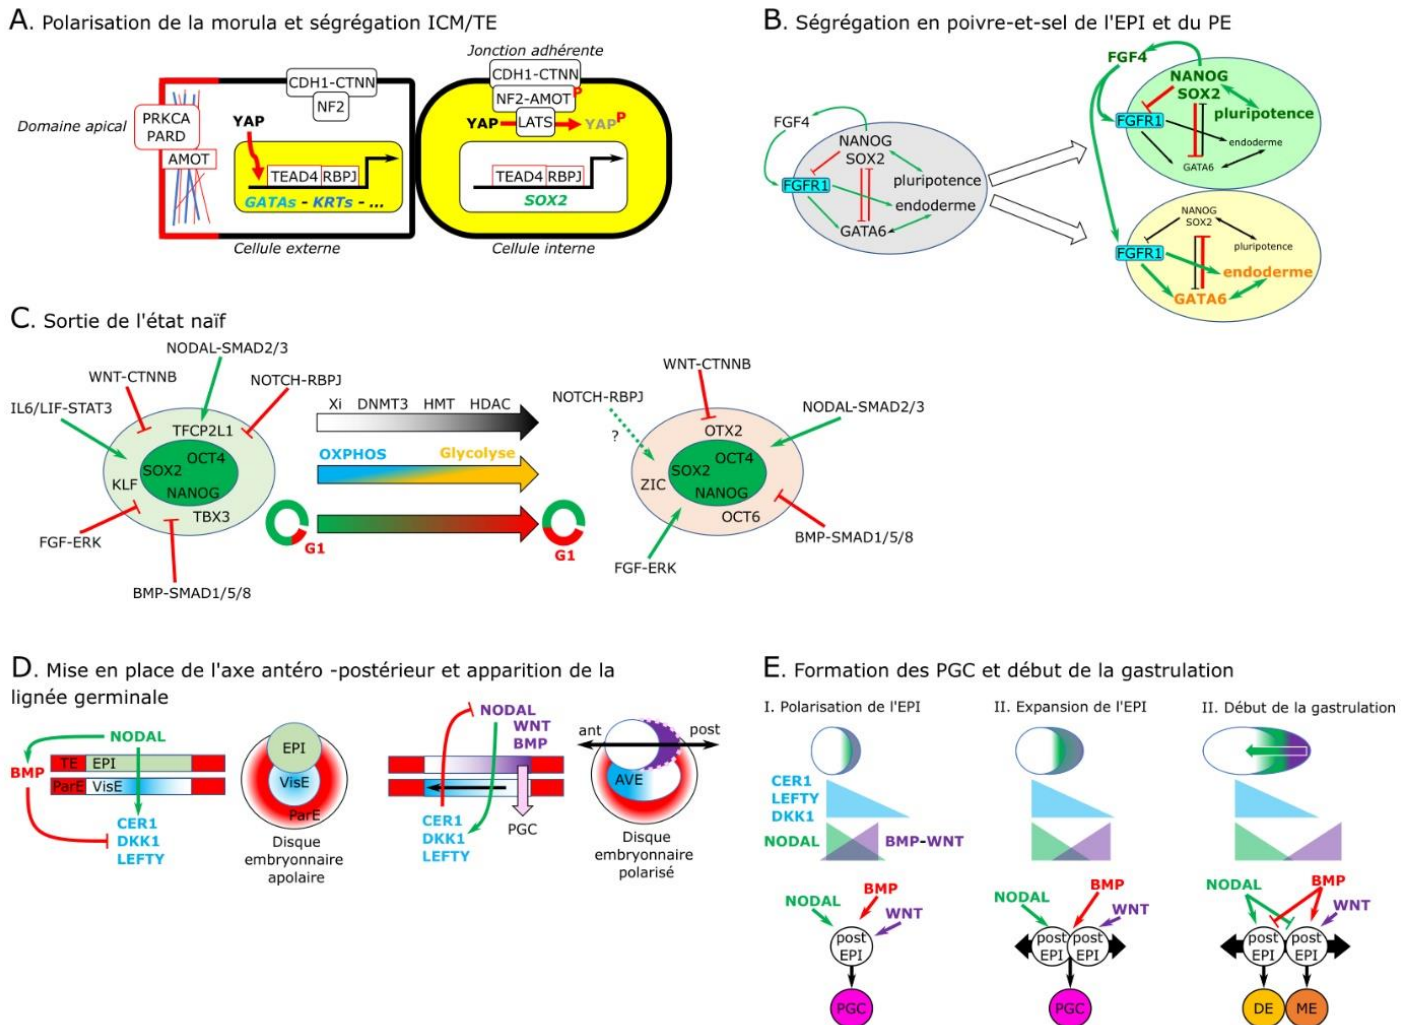 A. Polarisation de la morula et ségrégation ICM/TE
Jonction adhérente
CDH1-CTNN
NF2
CDH1-CTNN
NF2-AMOT P
Domaine apical
PRKCA
PARD
AMOT
YAP
YAP
LATS
YAP P
TEAD4 RBPJ
GATAs - KRTs - ...
TEAD4 RBPJ
SOX2
Cellule externe
Cellule interne
B. Ségrégation en poivre-et-sel de l'EPI et du PE
FGF4
NANOG
SOX2
FGFR1
pluripotence
endoderme
GATA6
FGF4
NANOG
SOX2
FGFR1
pluripotence
endoderme
GATA6
NANOG
SOX2
pluripotence
FGFR1
endoderme
GATA6
C. Sortie de l'état naïf
NODAL-SMAD2/3
WNT-CTNNB
NOTCH-RBPJ
IL6/LIF-STAT3
TFCP2L1
OCT4
SOX2
KLF
NANOG
TBX3
FGF-ERK
BMP-SMAD1/5/8
Xi DNMT3 HMT HDAC
OXPHOS Glycolyse
G1
G1
WNT-CTNNB
NOTCH-RBPJ
?
NODAL-SMAD2/3
OTX2
OCT4
SOX2
ZIC
NANOG
OCT6
BMP-SMAD1/5/8
FGF-ERK
D. Mise en place de l'axe antéro -postérieur et apparition de la
lignée germinale
NODAL
BMP
TE EPI
ParE VisE
CER1
DKK1
LEFTY
EPI
VisE
ParE
Disque
embryonnaire
apolaire
NODAL
WNT
BMP
CER1
DKK1
LEFTY
PGC
ant post
AVE
Disque
embryonnaire
polarisé
E. Formation des PGC et début de la gastrulation
I. Polarisation de l'EPI
II. Expansion de l'EPI
II. Début de la gastrulation
CER1
LEFTY
DKK1
NODAL
BMP-WNT
NODAL
BMP
WNT
post
EPI
PGC
NODAL
BMP
WNT
post
EPI
post
EPI
PGC
NODAL
BMP
WNT
post
EPI
post
EPI
DE
ME